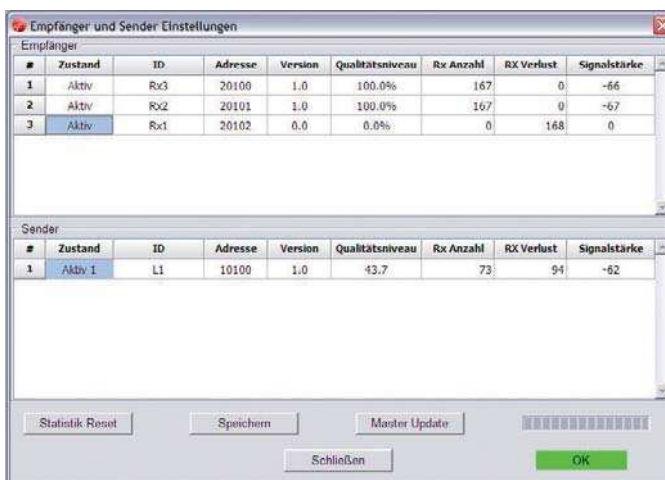 Empfänger und Sender Einstellungen
Empfänger
# Zustand ID Adresse Version Qualitätsniveau Rx Anzahl RX Verlust Signalstärke
1 Aktiv Rx3 20100 1.0 100.0% 167 0 -66
2 Aktiv Rx2 20101 1.0 100.0% 167 0 -67
3 Aktiv Rx1 20102 0.0 0.0% 0 168 0
Sender
# Zustand ID Adresse Version Qualitätsniveau Rx Anzahl RX Verlust Signalstärke
1 Aktiv 1 L1 10100 1.0 43.7 73 94 -62
Statistik Reset Speichern Master Update
Schließen OK